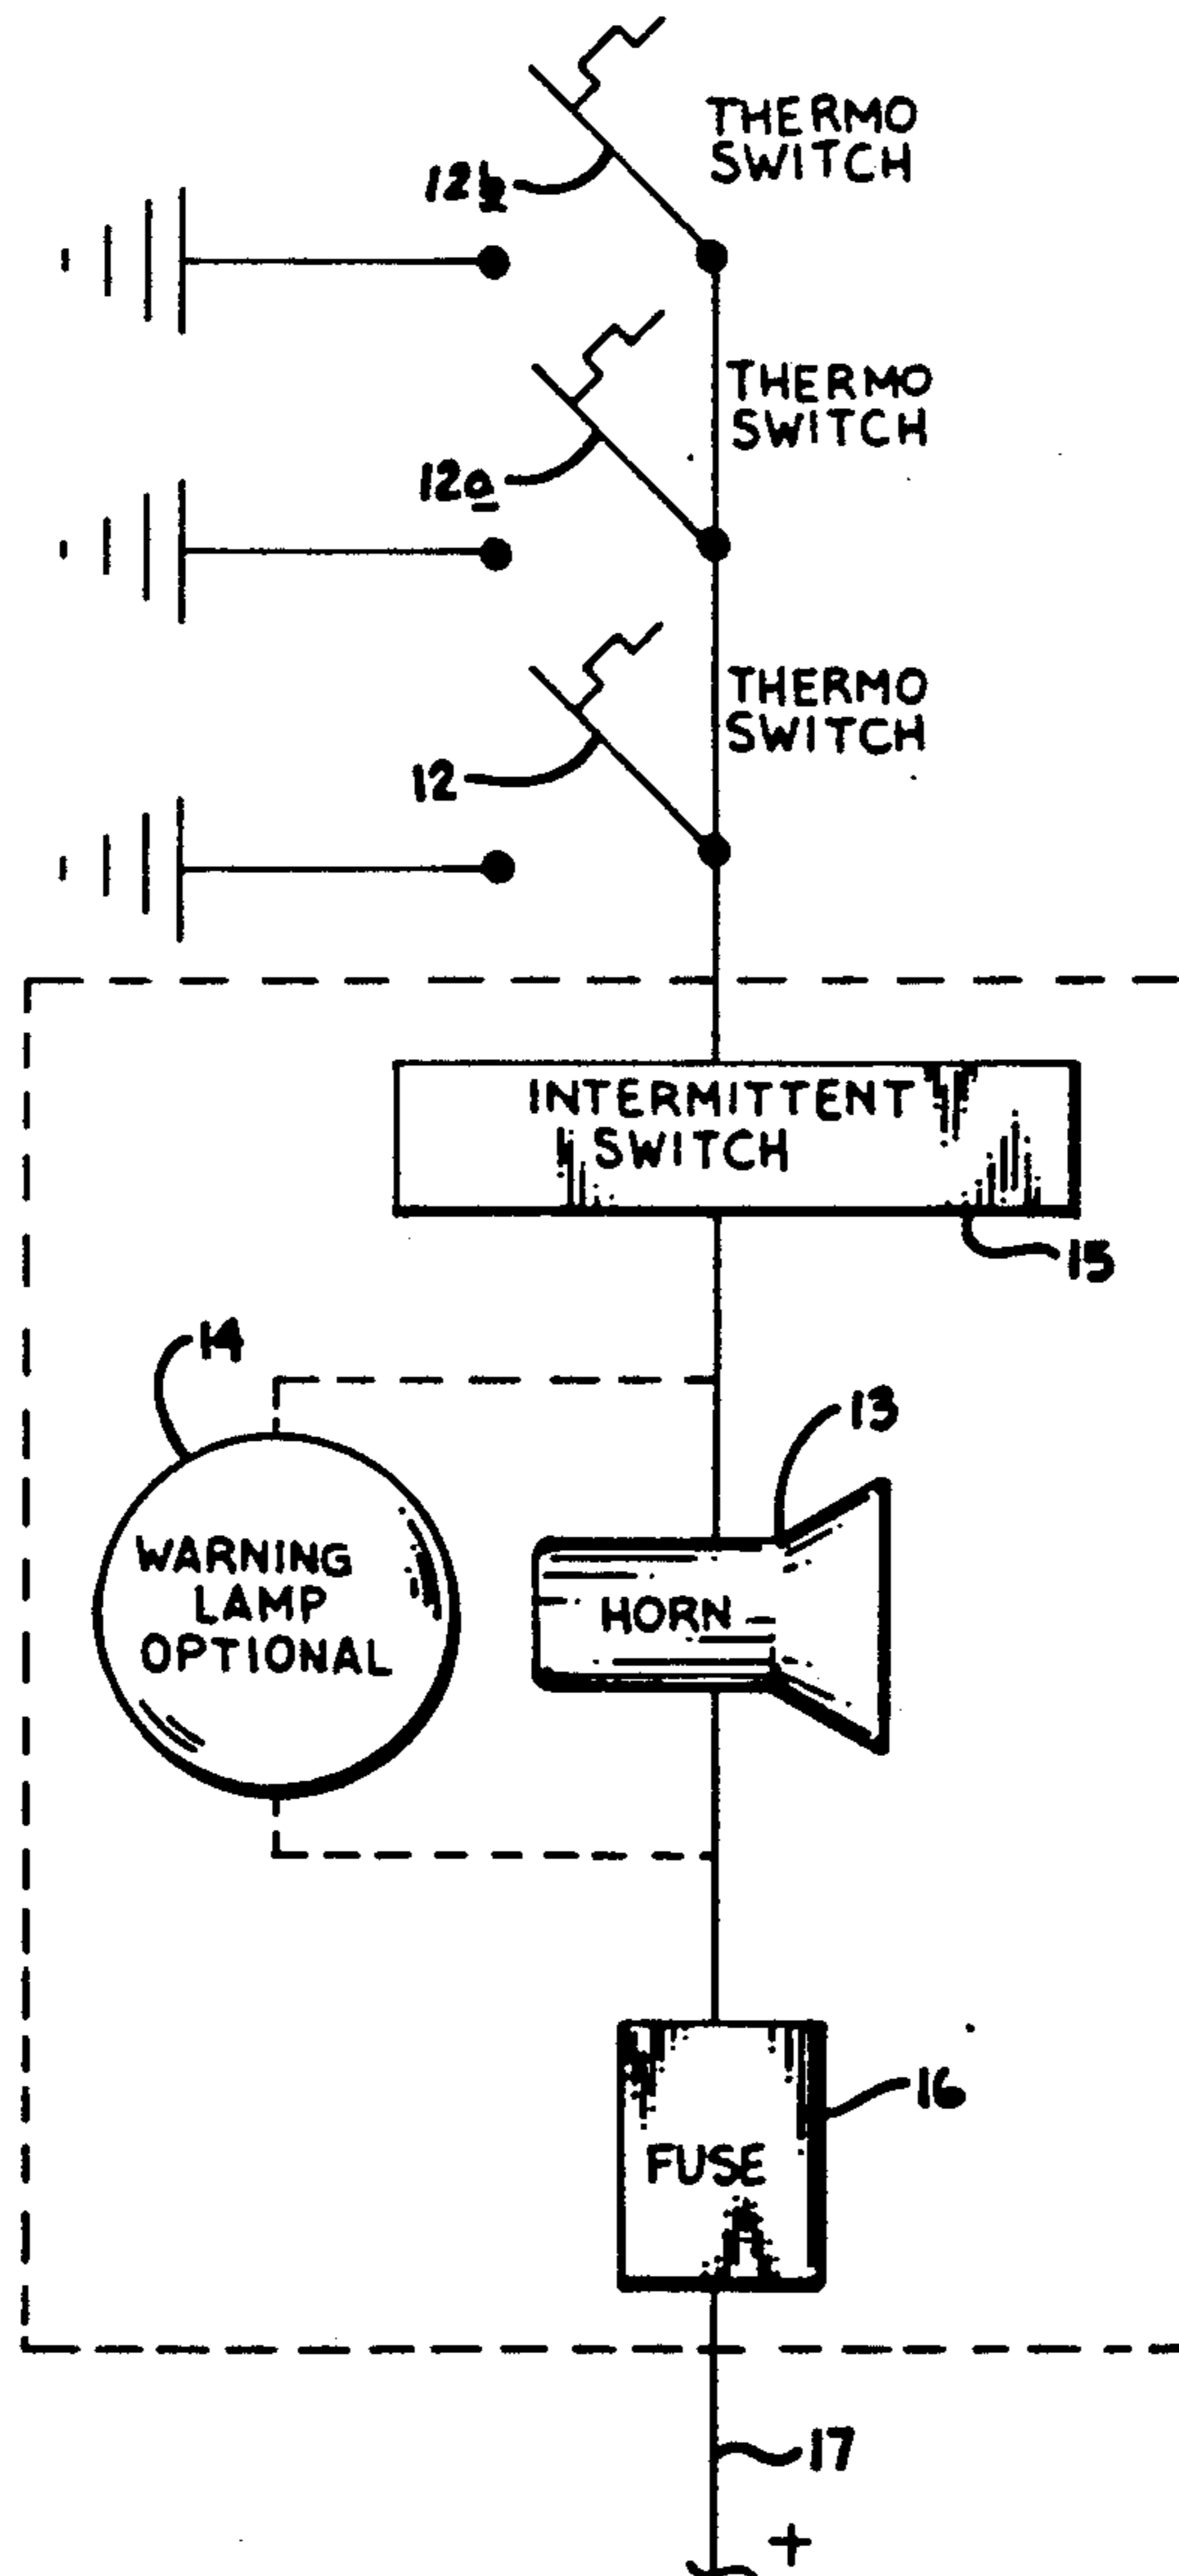 THERMO
SWITCH
12b
THERMO
SWITCH
12a
THERMO
SWITCH
12
INTERMITTENT
SWITCH
15
14
13
WARNING
LAMP
OPTIONAL
HORN
16
FUSE
17
+